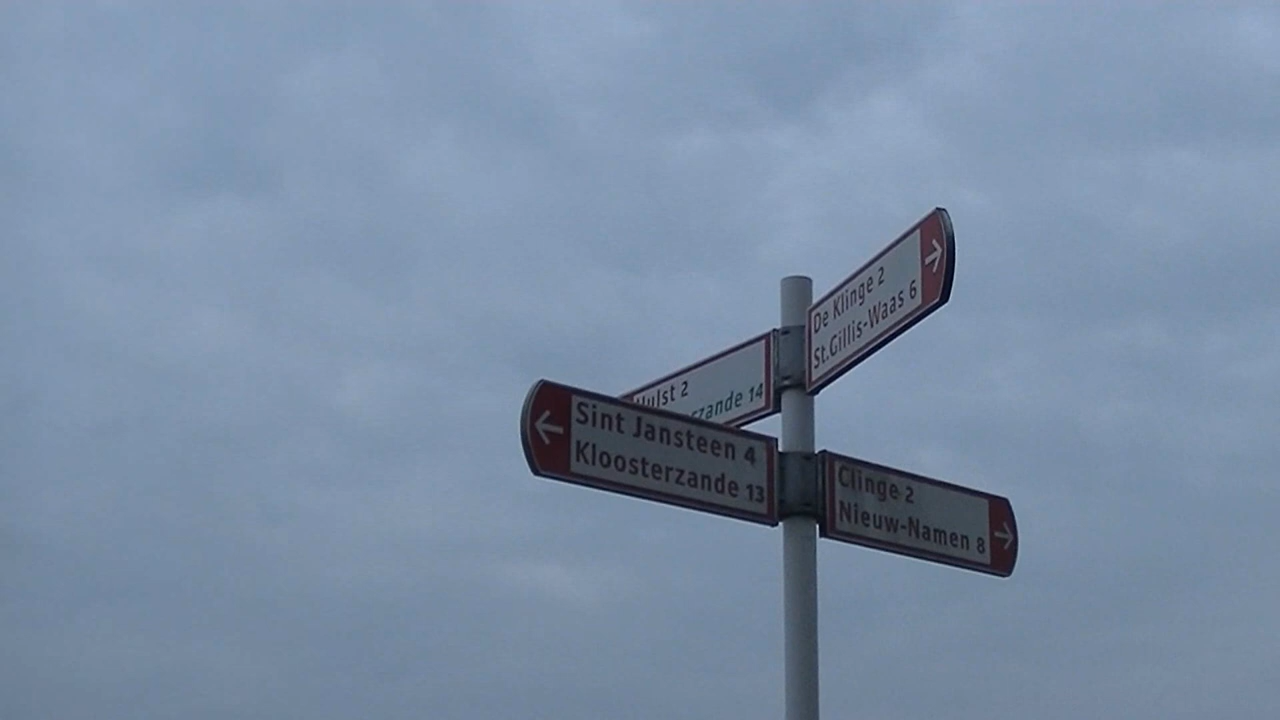 De Klinge 2
St.Gillis-Waas 6
Hulst 2
14
Sint Jansteen 4
Kloosterzande 13
Clinge 2
Nieuw-Namen 8